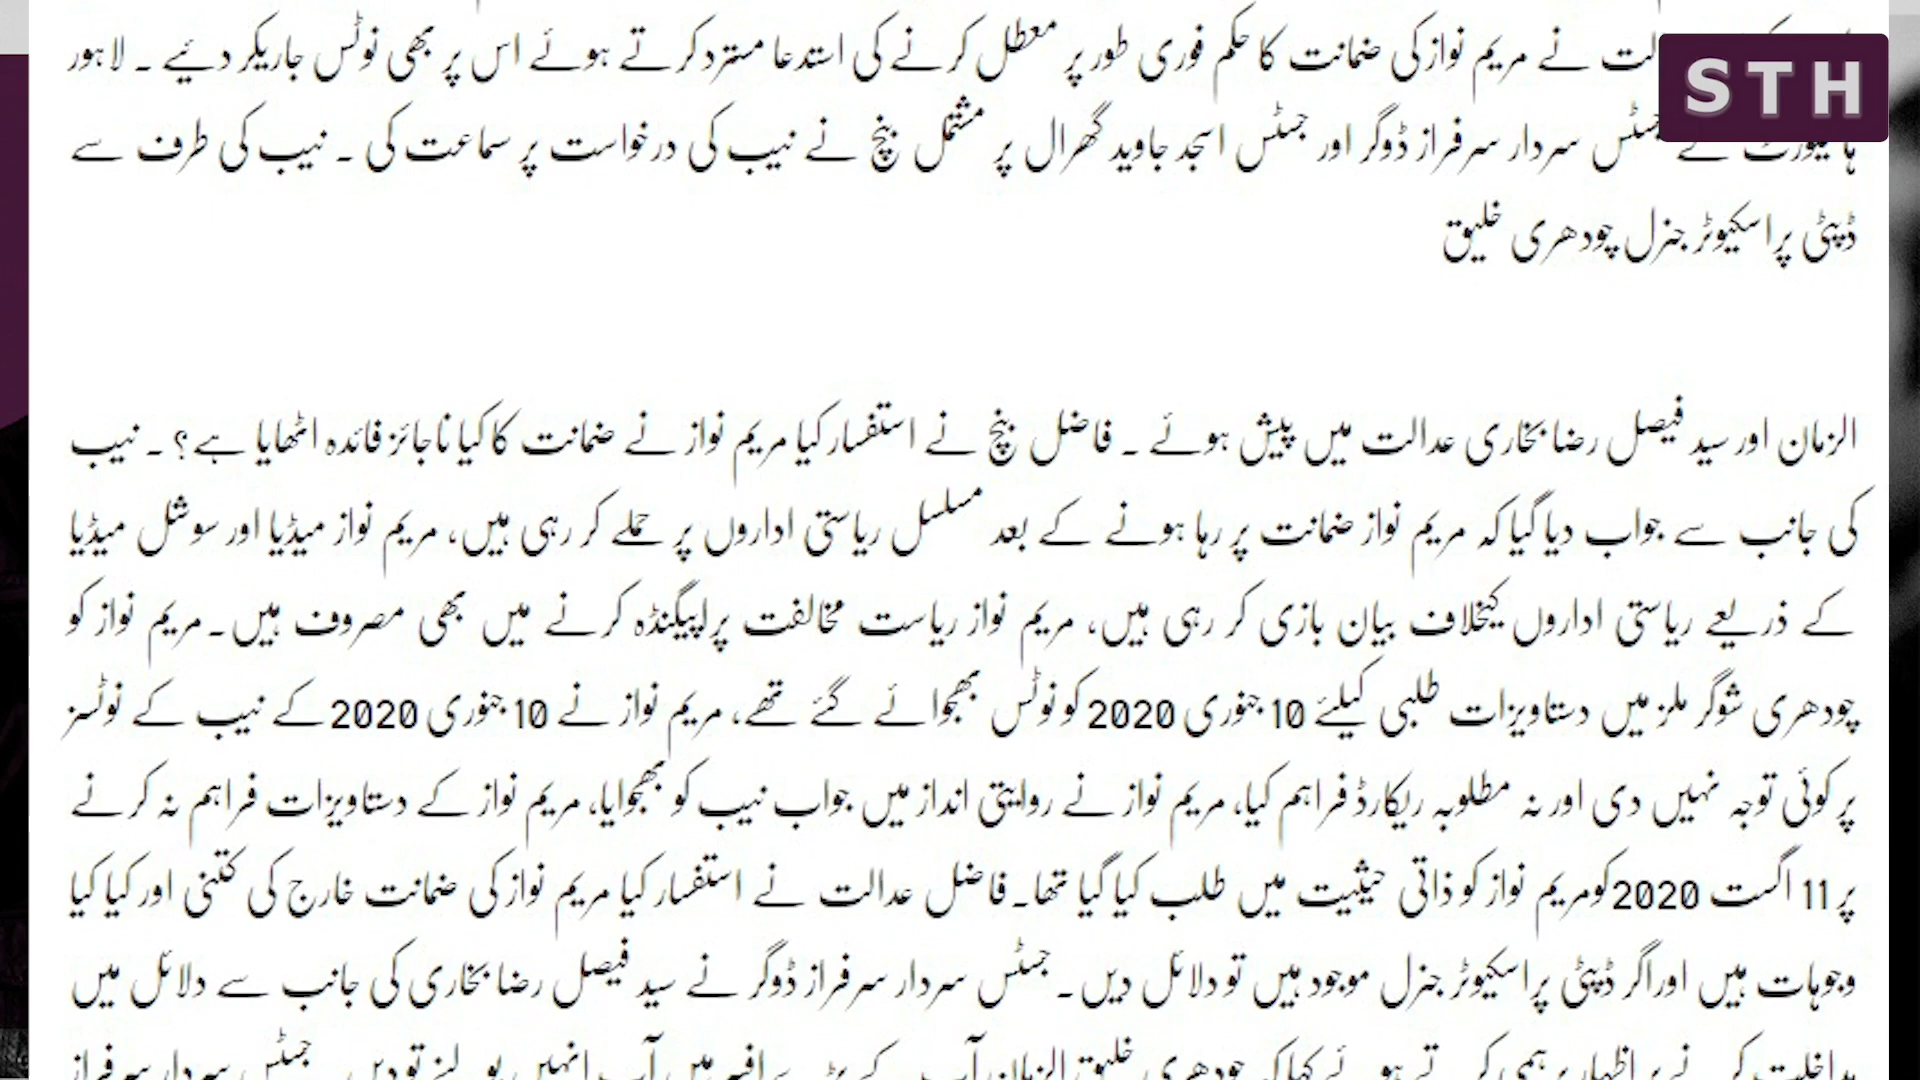 STH
لت نے مریم نواز کی ضمانت کا حکم فوری طور پر معطل کرنے کی استدعا مسترد کرتے ہوئے اس پر بھی نوٹس جاریکر دئیے ۔ لاہور
جسٹس سردار سرفراز ڈوگر اور جسٹس اسجد جاوید گھرال پر مشتمل بنچ نے نیب کی درخواست پر سماعت کی ۔ نیب کی طرف سے
ڈپٹی پراسکیوٹر جنرل چودھری خلیق
الزمان اور سید فیصل رضا بخاری عدالت میں پیش ہوئے ۔ فاضل بنچ نے استفسار کیا مریم نواز نے ضمانت کا کیا ناجائز فائدہ اٹھایا ہے؟ ۔ نیب
کی جانب سے جواب دیا گیا کہ مریم نواز ضمانت پر رہا ہونے کے بعد مسلسل ریاستی اداروں پر حملے کر رہی ہیں، مریم نواز میڈیا اور سوشل میڈیا
کے ذریعے ریاستی اداروں کیخلاف بیان بازی کر رہی ہیں، مریم نواز ریاست مخالفت پراپیگنڈہ کرنے میں بھی مصروف ہیں۔مریم نواز کو
چودھری شوگر ملز میں دستاویزات طلبی کیلئے 10 جنوری 2020 کو نوٹس بھجوائے گئے تھے، مریم نواز نے 10 جنوری 2020 کے نیب کے نوٹسز
پر کوئی توجہ نہیں دی اور نہ مطلوبہ ریکارڈ فراہم کیا، مریم نواز نے روایتی انداز میں جواب نیب کو بھجوایا، مریم نواز کے دستاویزات فراہم نہ کرنے
پر 11 اگست 2020 کو مریم نواز کو ذاتی حیثیت میں طلب کیا گیا تھا۔فاضل عدالت نے استفسار کیا مریم نواز کی ضمانت خارج کی کتنی اور کیا کیا
وجوہات ہیں اور اگر ڈپٹی پراسکیوٹر جنرل موجود ہیں تو دلائل دیں۔جسٹس سردار سرفراز ڈوگر نے سید فیصل رضا بخاری کی جانب سے دلائل میں